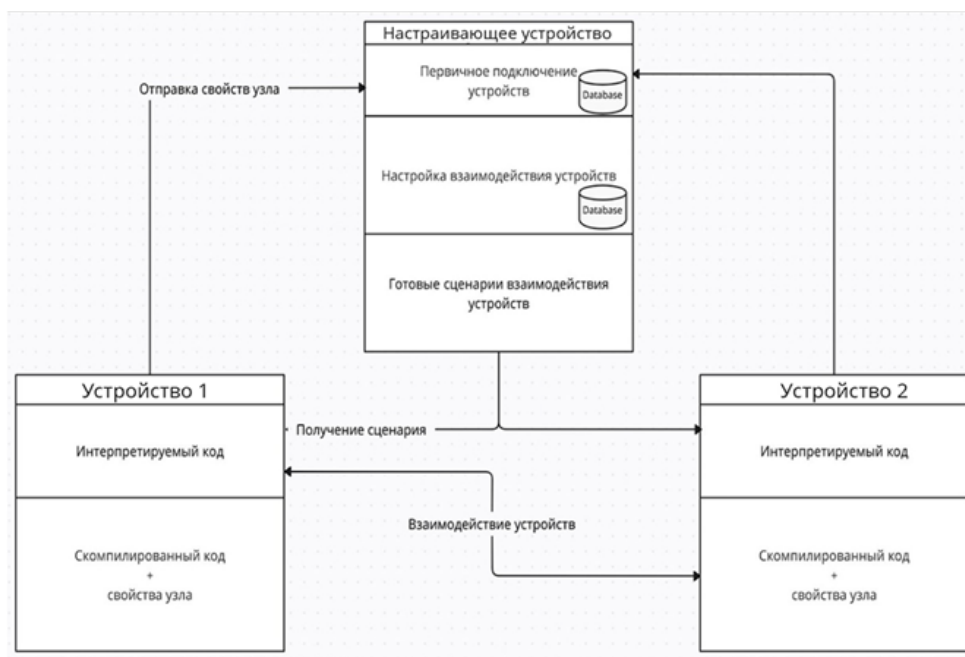 Настраивающее устройство
Первичное подключение
устройств
Database
Отправка свойств узла
Настройка взаимодействия устройств
Database
Готовые сценарии взаимодействия
устройств
Устройство 1
Устройство 2
Получение сценария
Интерпретируемый код
Интерпретируемый код
Взаимодействие устройств
Скомпилированный код
+
свойства узла
Скомпилированный код
+
свойства узла